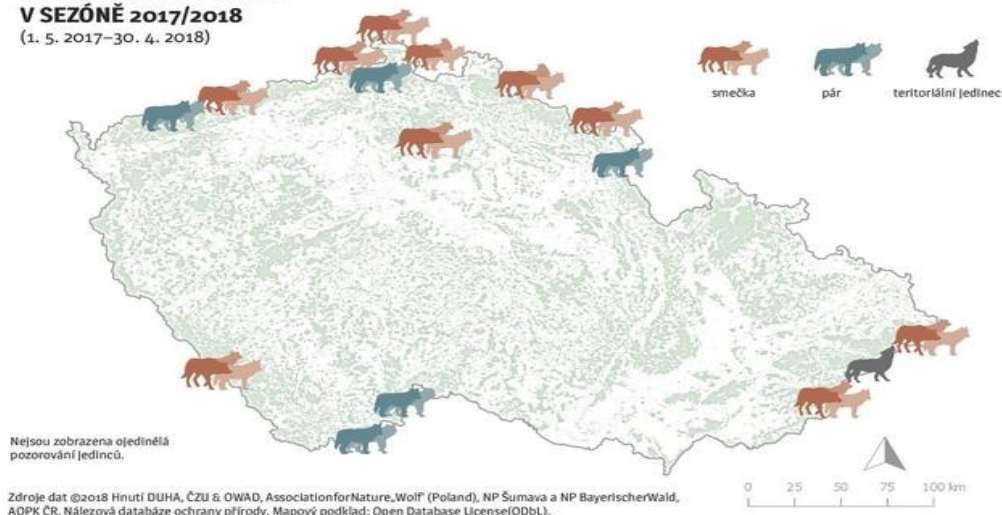 V SEZÓNĚ 2017/2018
(1. 5. 2017–30. 4. 2018)
smečka
pár
teritoriální jedinec
Nejsou zobrazena ojedinělá
pozorování jedinců.
0 25 50 75 100 km
Zdroje dat ©2018 Hnutí DUHA, ČZU & OWAD, AssociationforNature„Wolf" (Poland), NP Šumava a NP BayerischerWald,
AOPK ČR. Nálezová databáze ochrany přírody. Mapový podklad: Open Database License(ODbL).